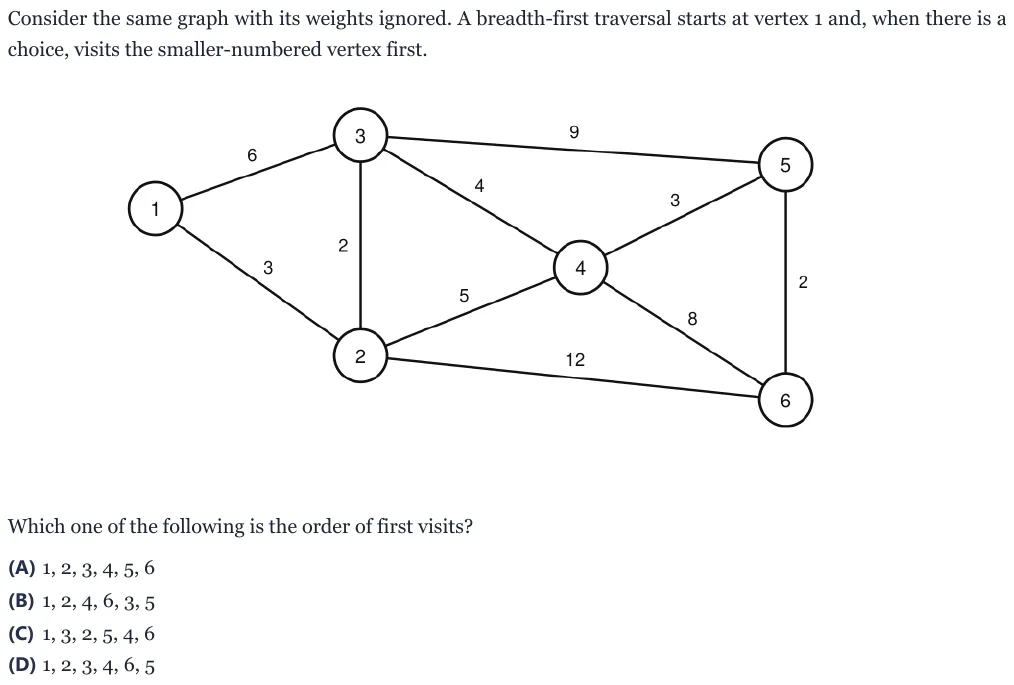 Consider the same graph with its weights ignored. A breadth-first traversal starts at vertex 1 and, when there is a
choice, visits the smaller-numbered vertex first.
3
9
5
6
4
3
1
2
4
2
3
5
8
12
2
6
Which one of the following is the order of first visits?
(A) 1, 2, 3, 4, 5, 6
(B) 1, 2, 4, 6, 3, 5
(C) 1, 3, 2, 5, 4, 6
(D) 1, 2, 3, 4, 6, 5